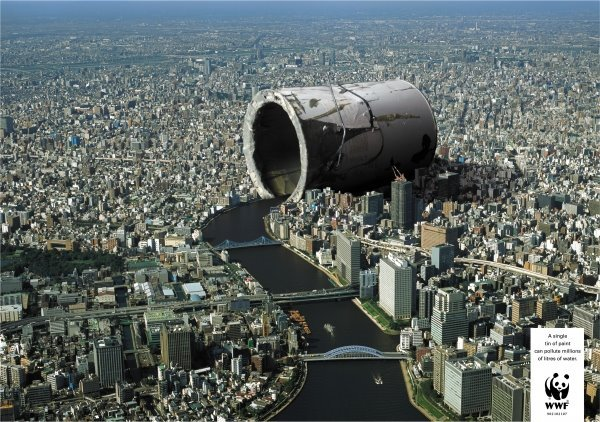 A single
tin of paint
can pollute millions
of litres of water.
WWF